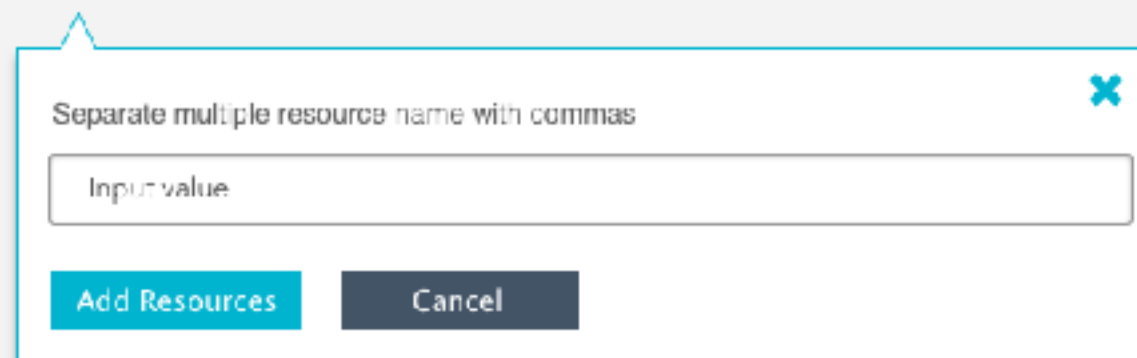 Separate multiple resource name with commas
Input value
Add Resources
Cancel